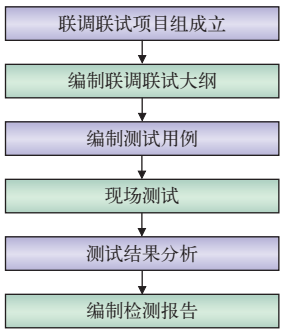 联调联试项目组成立
编制联调联试大纲
编制测试用例
现场测试
测试结果分析
编制检测报告